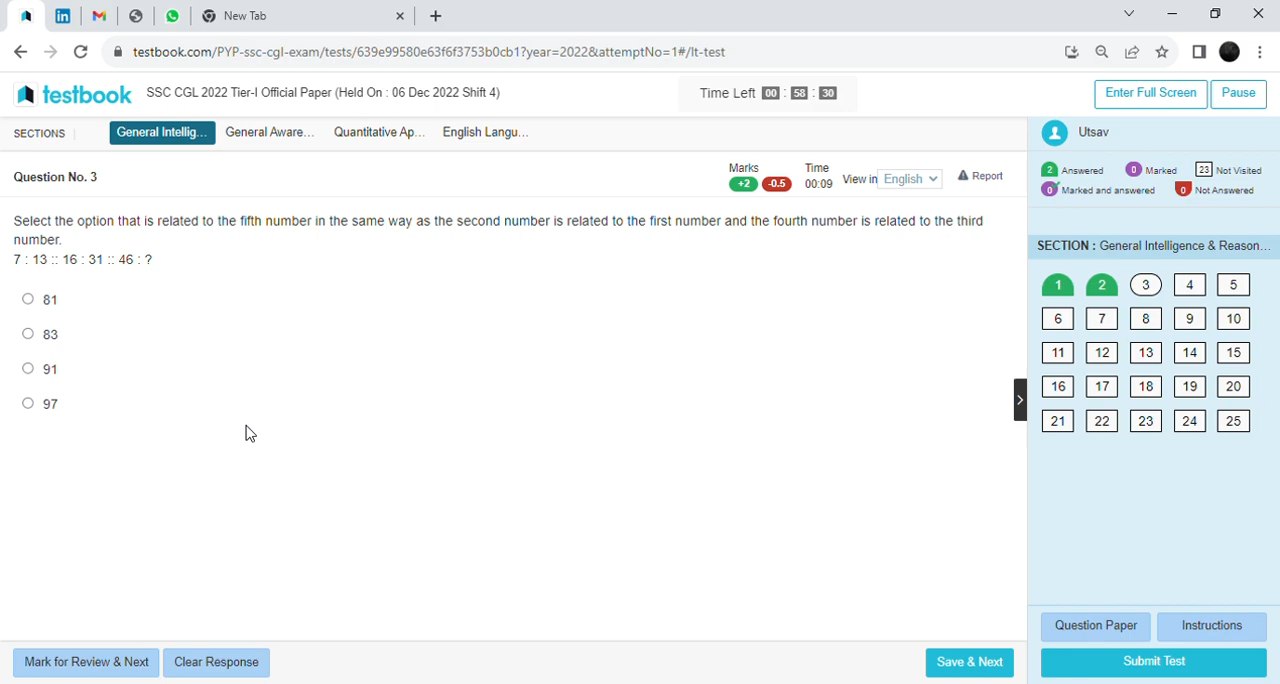 New Tab
testbook.com/PYP-ssc-cgl-exam/tests/639e99580e63f6f3753b0cb1?year=2022&attemptNo=1#/lt-test
testbook
SSC CGL 2022 Tier-I Official Paper (Held On : 06 Dec 2022 Shift 4)
Time Left 00 : 58 : 30
Enter Full Screen
Pause
SECTIONS
General Intellig...
General Aware...
Quantitative Ap...
English Langu...
Utsav
Question No. 3
Marks
+2 -0.5
Time
00:09
View in English
Report
2 Answered
0 Marked
23 Not Visited
0 Marked and answered
0 Not Answered
Select the option that is related to the fifth number in the same way as the second number is related to the first number and the fourth number is related to the third
number.
7 : 13 :: 16 : 31 :: 46 : ?
81
83
91
97
SECTION : General Intelligence & Reason...
1 2 3 4 5
6 7 8 9 10
11 12 13 14 15
16 17 18 19 20
21 22 23 24 25
Question Paper
Instructions
Mark for Review & Next
Clear Response
Save & Next
Submit Test